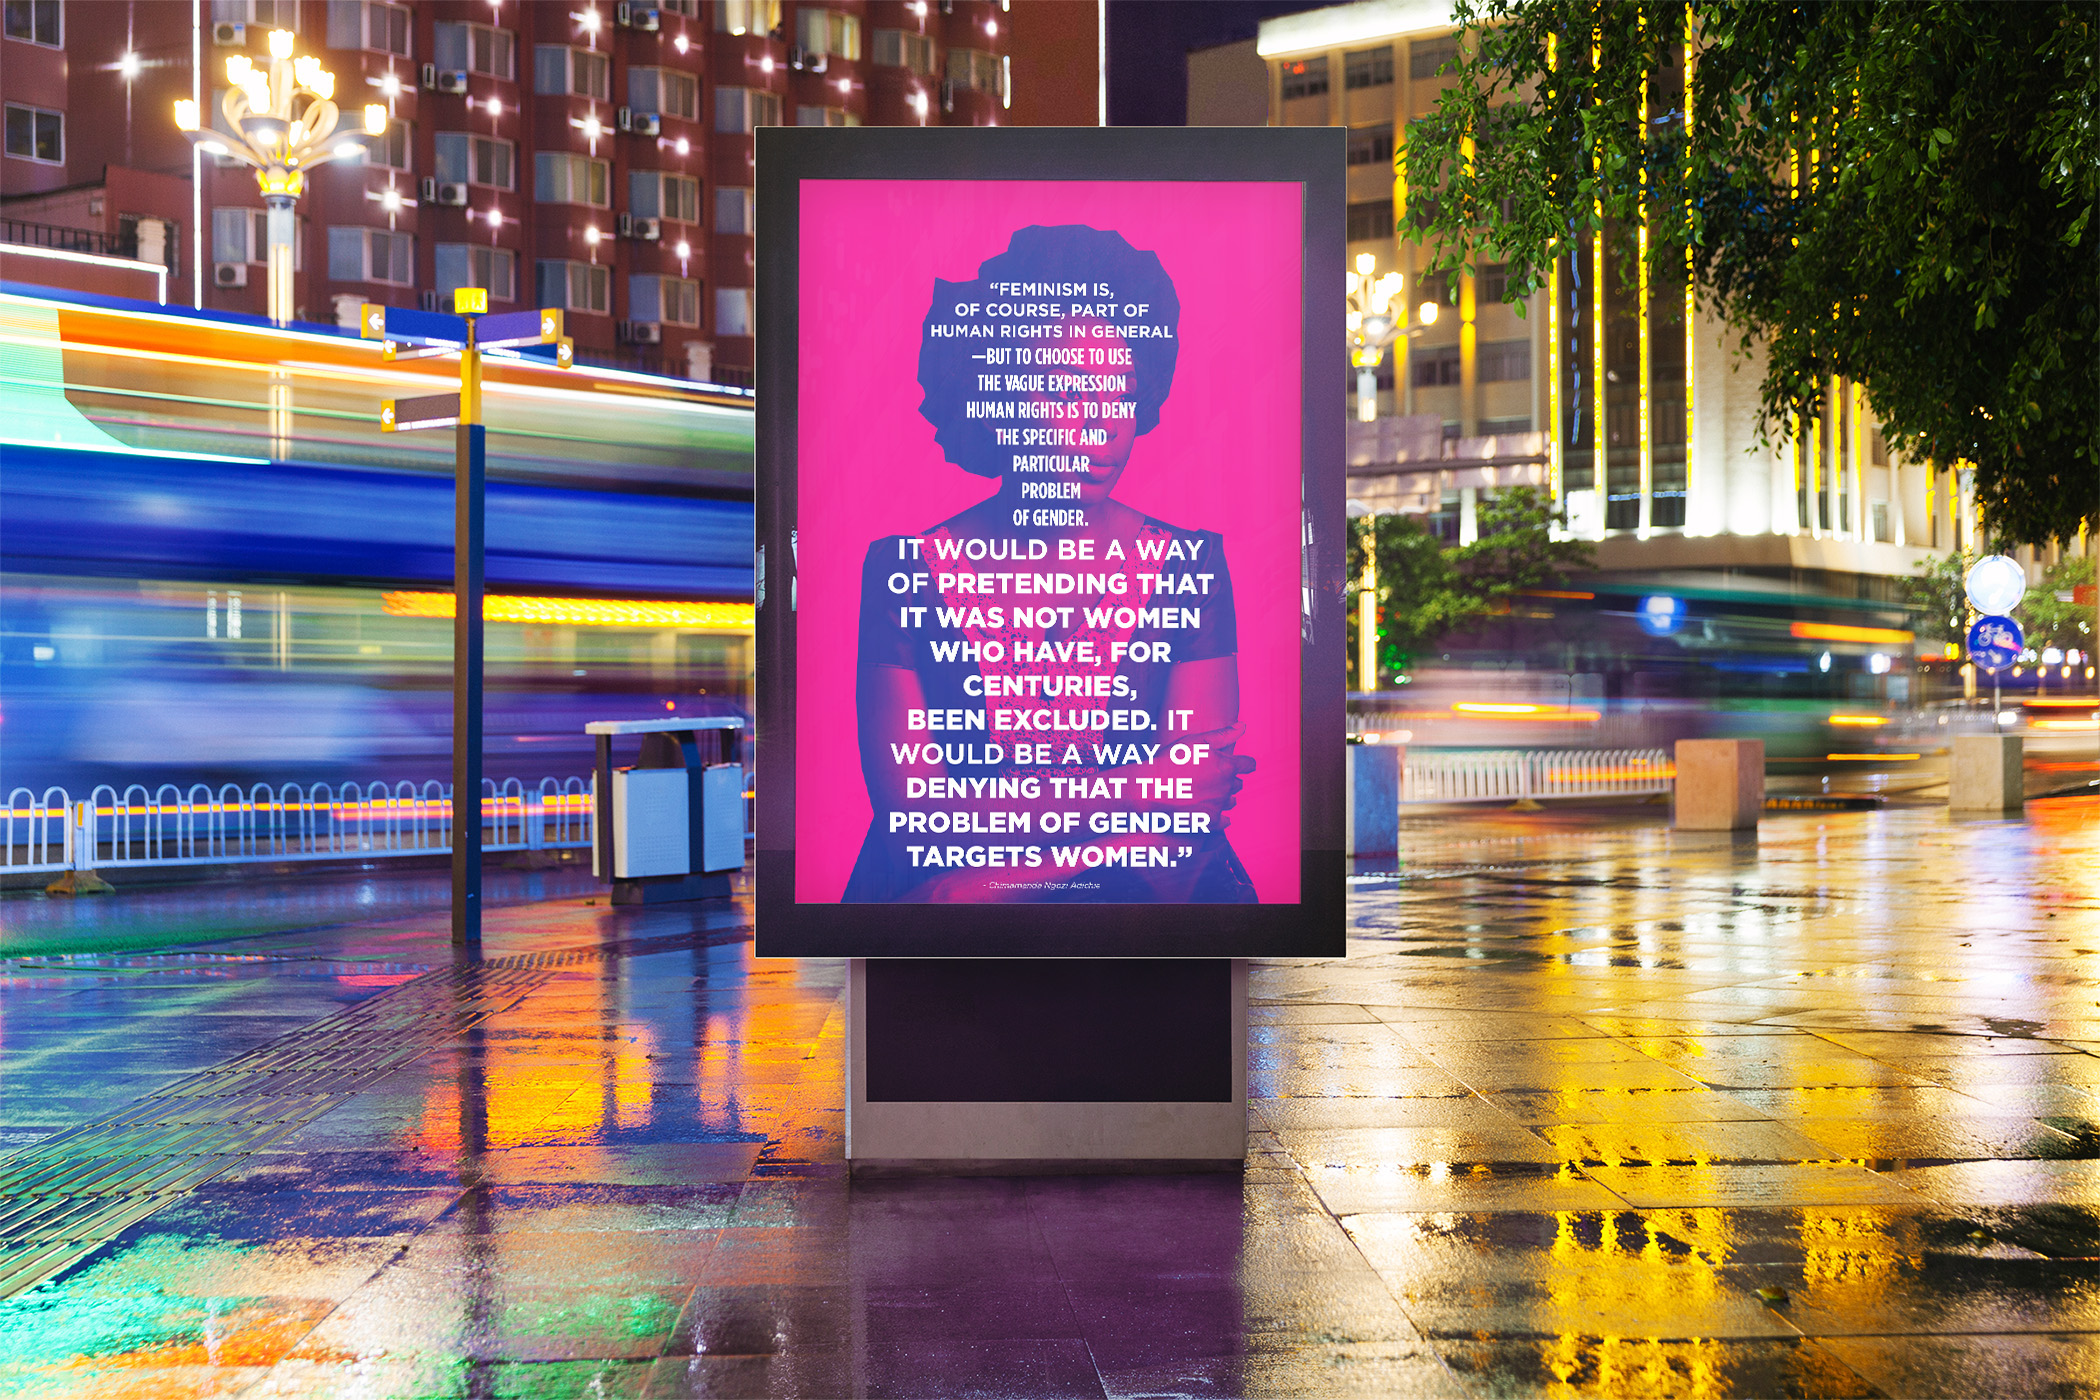 “FEMINISM IS,
OF COURSE, PART OF
HUMAN RIGHTS IN GENERAL
—BUT TO CHOOSE TO USE
THE VAGUE EXPRESSION
HUMAN RIGHTS IS TO DENY
THE SPECIFIC AND
PARTICULAR
PROBLEM
OF GENDER.
IT WOULD BE A WAY
OF PRETENDING THAT
IT WAS NOT WOMEN
WHO HAVE, FOR
CENTURIES,
BEEN EXCLUDED. IT
WOULD BE A WAY OF
DENYING THAT THE
PROBLEM OF GENDER
TARGETS WOMEN.”
- Chimamanda Ngozi Adichie